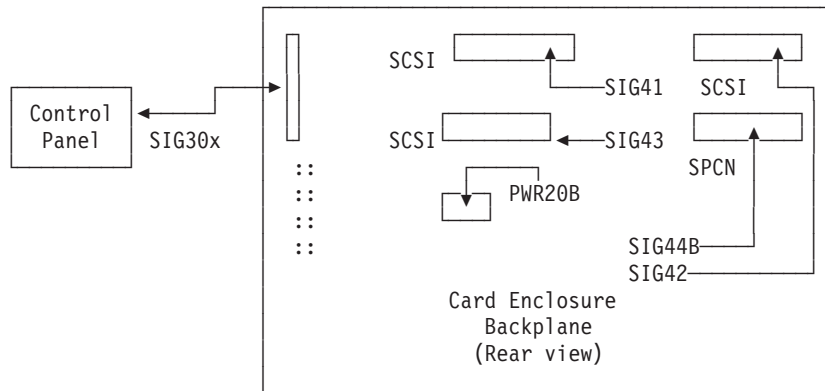 SCSI
SIG41
SCSI
Control
Panel
SIG30x
SCSI
SIG43
SPCN
::
::
::
::
PWR20B
SIG44B
SIG42
Card Enclosure
Backplane
(Rear view)